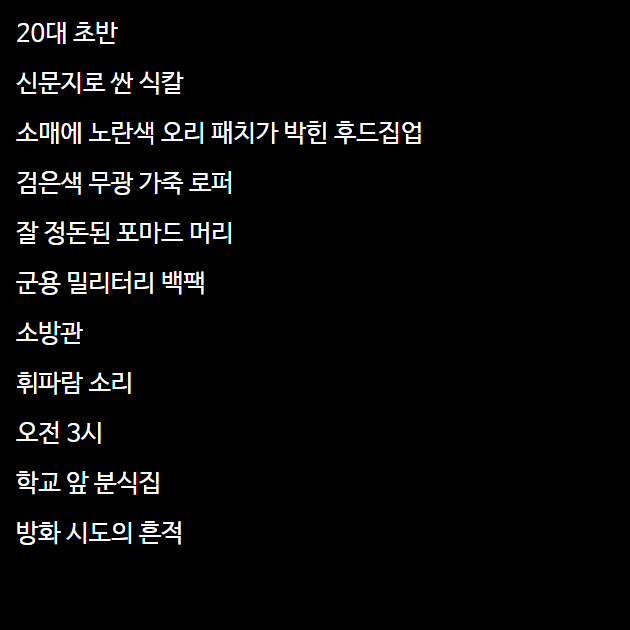 20대 초반
신문지로 싼 식칼
소매에 노란색 오리 패치가 박힌 후드집업
검은색 무광 가죽 로퍼
잘 정돈된 포마드 머리
군용 밀리터리 백팩
소방관
휘파람 소리
오전 3시
학교 앞 분식집
방화 시도의 흔적